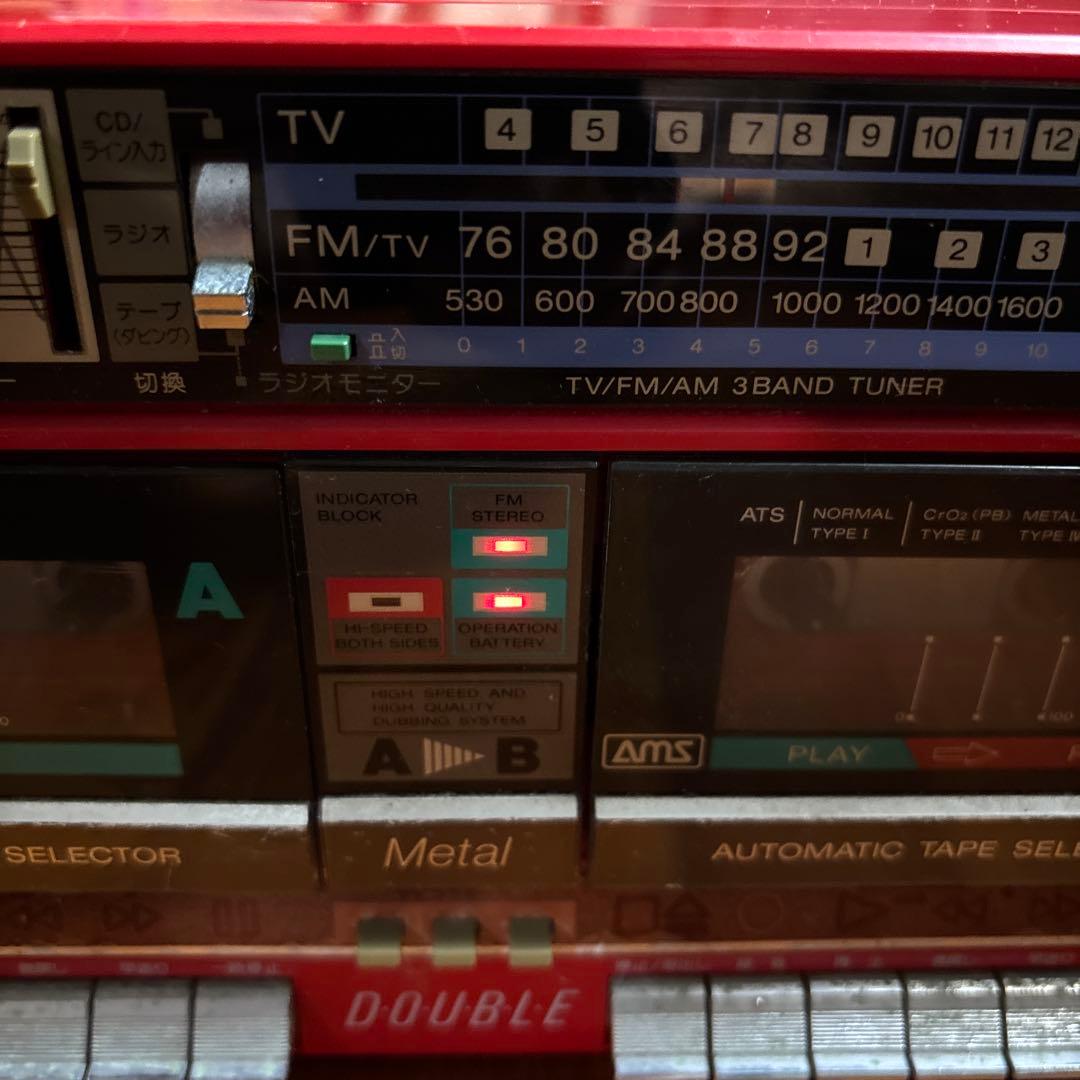 CD/
ライン入力
ラジオ
テープ
(ダビング)
切換
TV 4 5 6 7 8 9 10 11 12
FM/TV 76 80 84 88 92 1 2 3
AM 530 600 700 800 1000 1200 1400 1600
入
切
0 1 2 3 4 5 6 7 8 9 10
ラジオモニター
TV/FM/AM 3BAND TUNER
A
INDICATOR
BLOCK
FM
STEREO
HI-SPEED
BOTH SIDES
OPERATION
BATTERY
HIGH SPEED AND
HIGH QUALITY
DUBBING SYSTEM
A B
ATS NORMAL
TYPE I
CrO₂ (PB)
TYPE II
METAL
TYPE IV
0
0 100
AMS
PLAY
SELECTOR
Metal
AUTOMATIC TAPE
DOUBLE